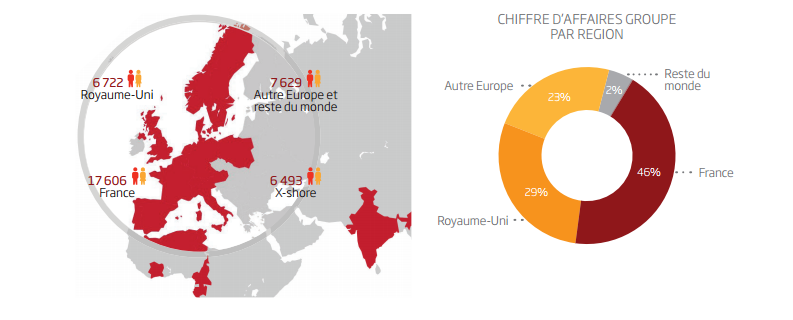 6 722
Royaume-Uni
7 629
Autre Europe et
reste du monde
17 606
France
6 493
X-shore
CHIFFRE D'AFFAIRES GROUPE
PAR REGION
Autre Europe
Reste du
monde
23%
2%
46%
France
29%
Royaume-Uni